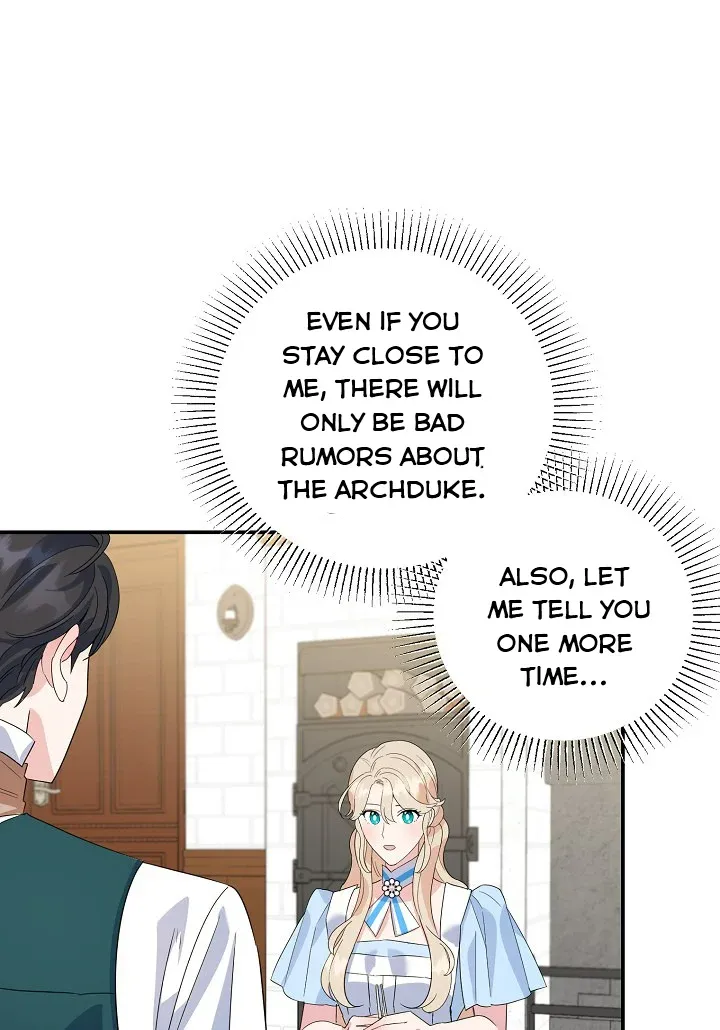 EVEN IF YOU
STAY CLOSE TO
ME, THERE WILL
ONLY BE BAD
RUMORS ABOUT
THE ARCHDUKE.
ALSO, LET
ME TELL YOU
ONE MORE
TIME...